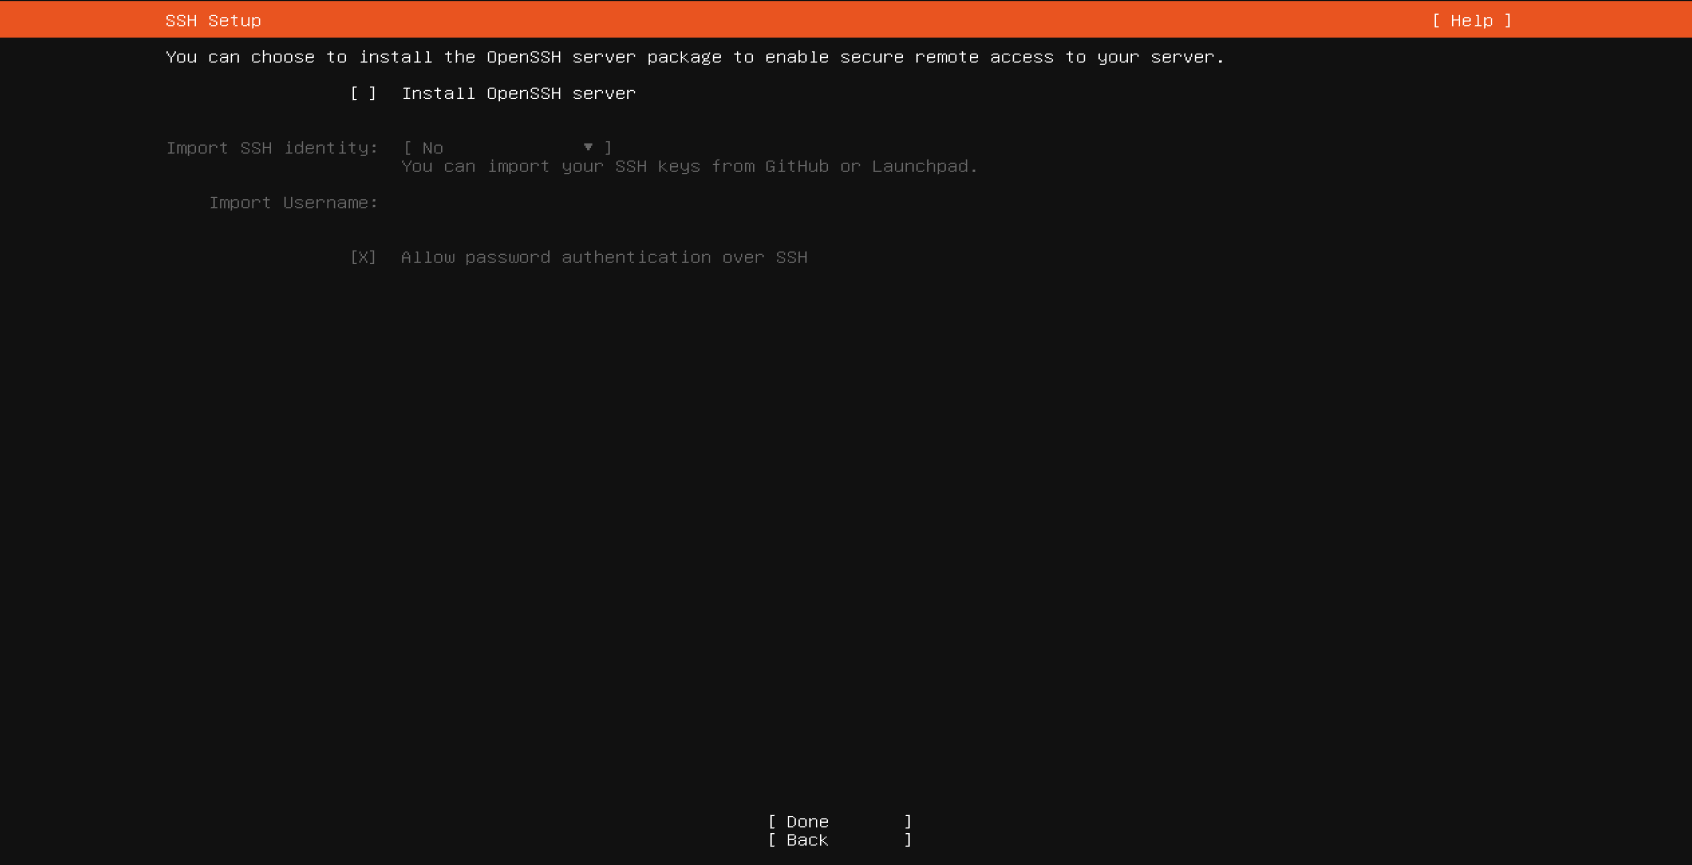 SSH Setup [ Help ]
You can choose to install the OpenSSH server package to enable secure remote access to your server.
[ ] Install OpenSSH server
Import SSH identity: [ No ▾ ]
You can import your SSH keys from GitHub or Launchpad.
Import Username:
[X] Allow password authentication over SSH
[ Done ]
[ Back ]